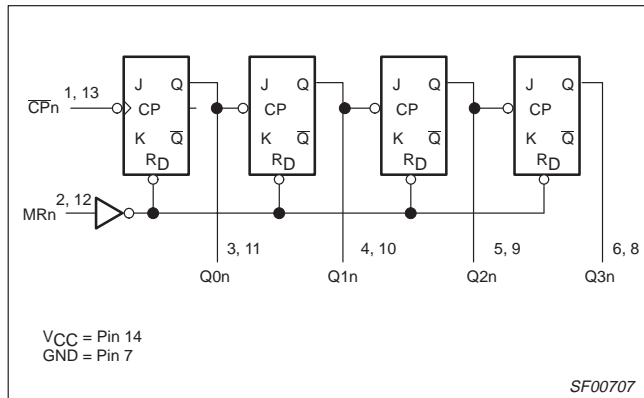 J Q J Q J Q J Q
1, 13
C̅P̅n CP CP CP CP
K Q̅ K Q̅ K Q̅ K Q̅
RD RD RD RD
2, 12
MRn
3, 11 4, 10 5, 9 6, 8
Q0n Q1n Q2n Q3n
VCC = Pin 14
GND = Pin 7
SF00707